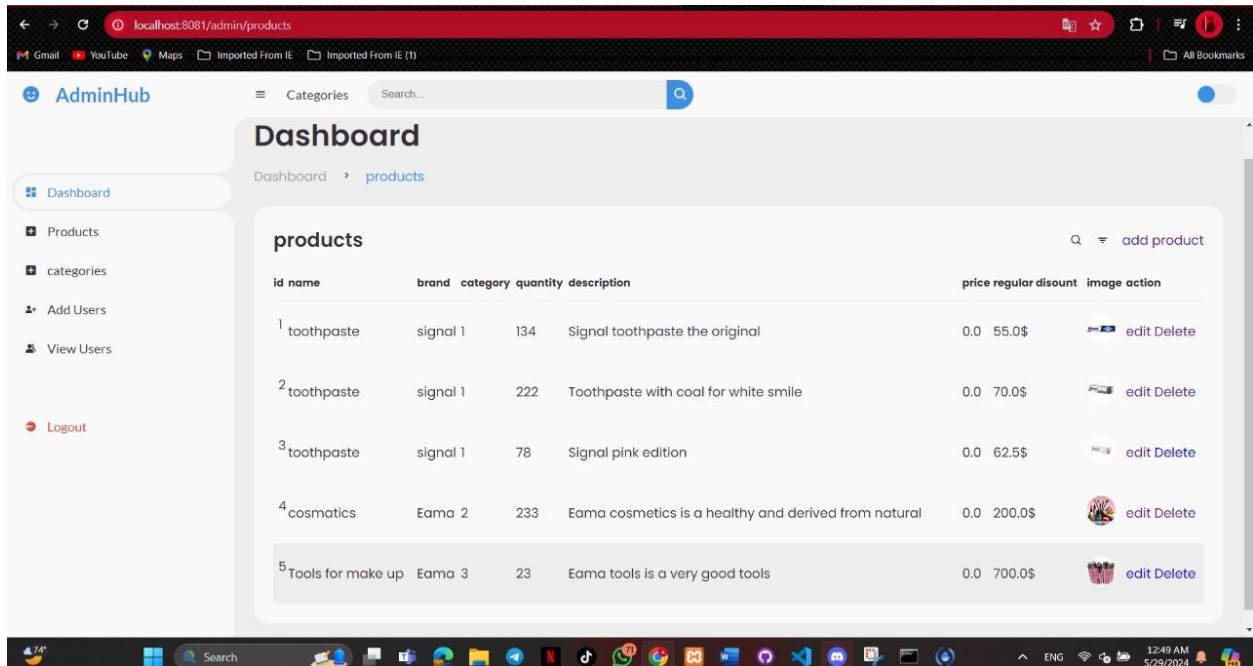 localhost:8081/admin/products
Gmail YouTube Maps Imported From IE Imported From IE (1) All Bookmarks
AdminHub Categories Search...
Dashboard
Dashboard > products
Dashboard
Products
categories
Add Users
View Users
Logout
products add product
id name brand category quantity description price regular disount image action
1 toothpaste signal 1 134 Signal toothpaste the original 0.0 55.0$ edit Delete
2 toothpaste signal 1 222 Toothpaste with coal for white smile 0.0 70.0$ edit Delete
3 toothpaste signal 1 78 Signal pink edition 0.0 62.5$ edit Delete
4 cosmatics Eama 2 233 Eama cosmetics is a healthy and derived from natural 0.0 200.0$ edit Delete
5 Tools for make up Eama 3 23 Eama tools is a very good tools 0.0 700.0$ edit Delete
74° Search 71 ENG 12:49 AM
5/29/2024